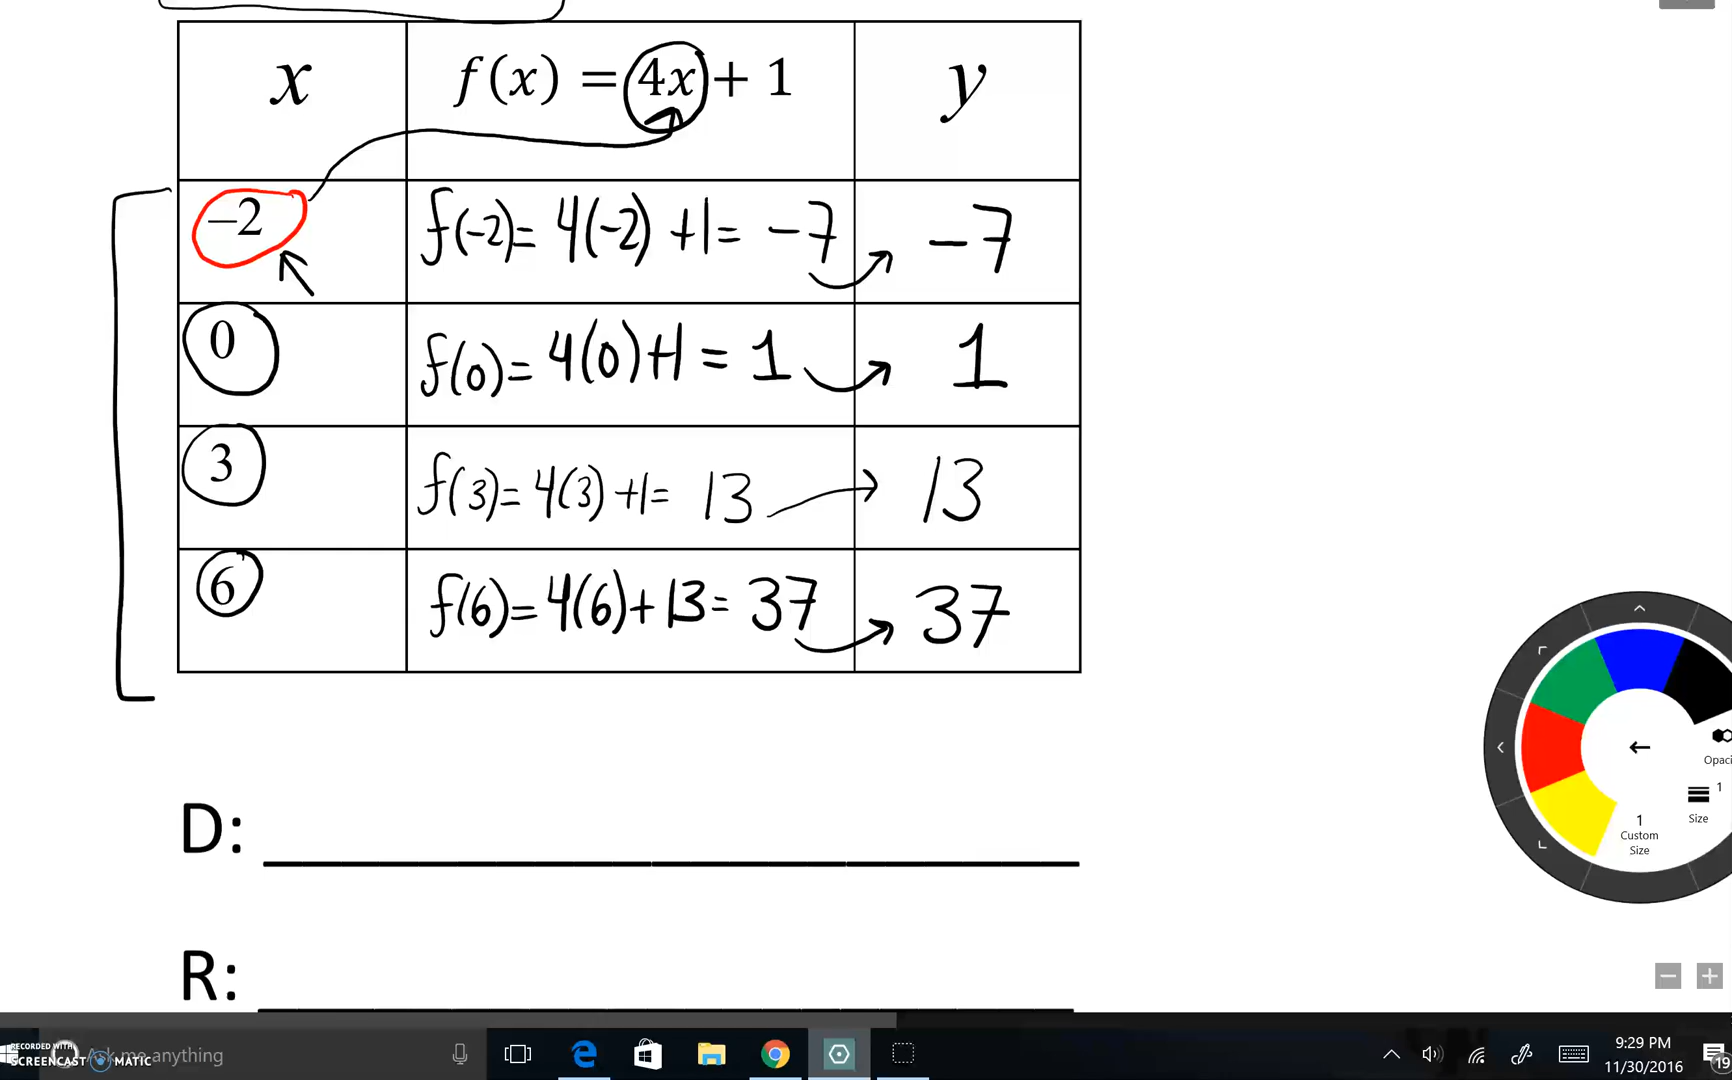 x f(x) = 4x + 1 y
−2 f(-2)= 4(-2) +1= -7 -7
0 f(0)= 4(0)+1 = 1 1
3 f(3)= 4(3)+1= 13 13
6 f(6)= 4(6)+13= 37 37
D:
R:
Opaci
1
Size
1
Custom
Size
RECORDED WITH
SCREENCAST MATIC
Ask me anything
9:29 PM
11/30/2016
19